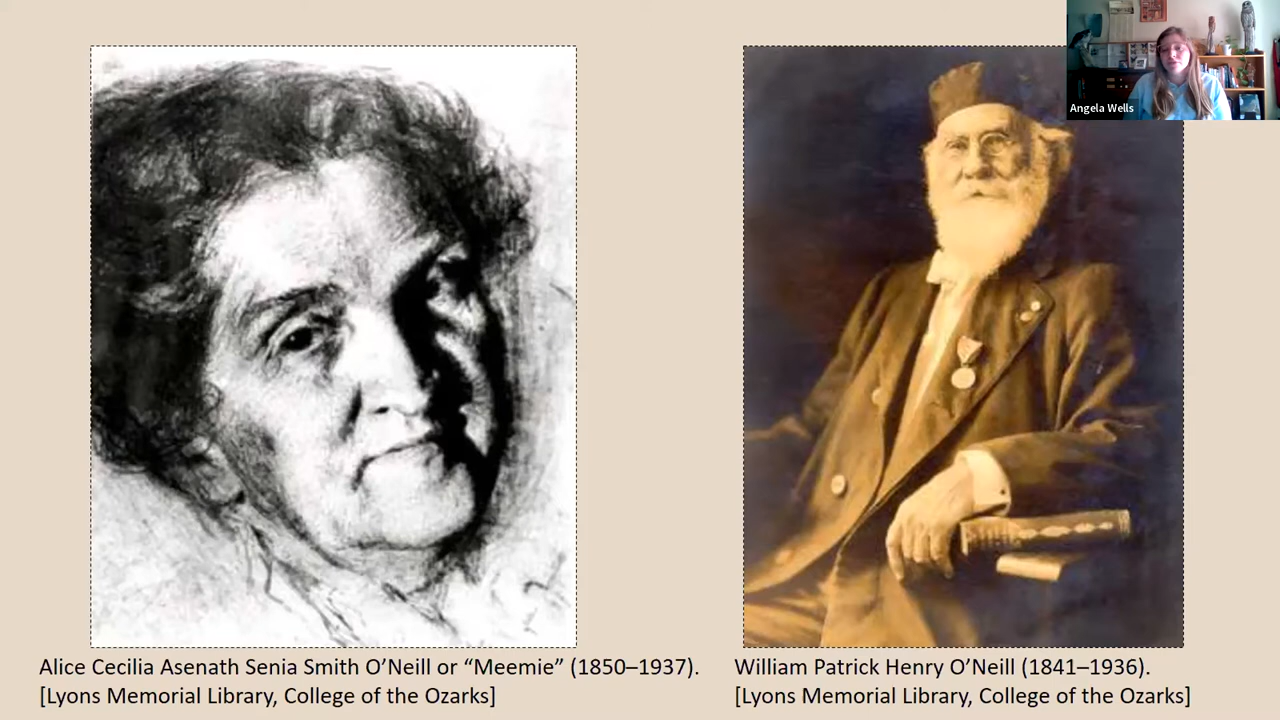 Angela Wells
Alice Cecilia Asenath Senia Smith O’Neill or “Meemie” (1850–1937).
[Lyons Memorial Library, College of the Ozarks]
William Patrick Henry O’Neill (1841–1936).
[Lyons Memorial Library, College of the Ozarks]